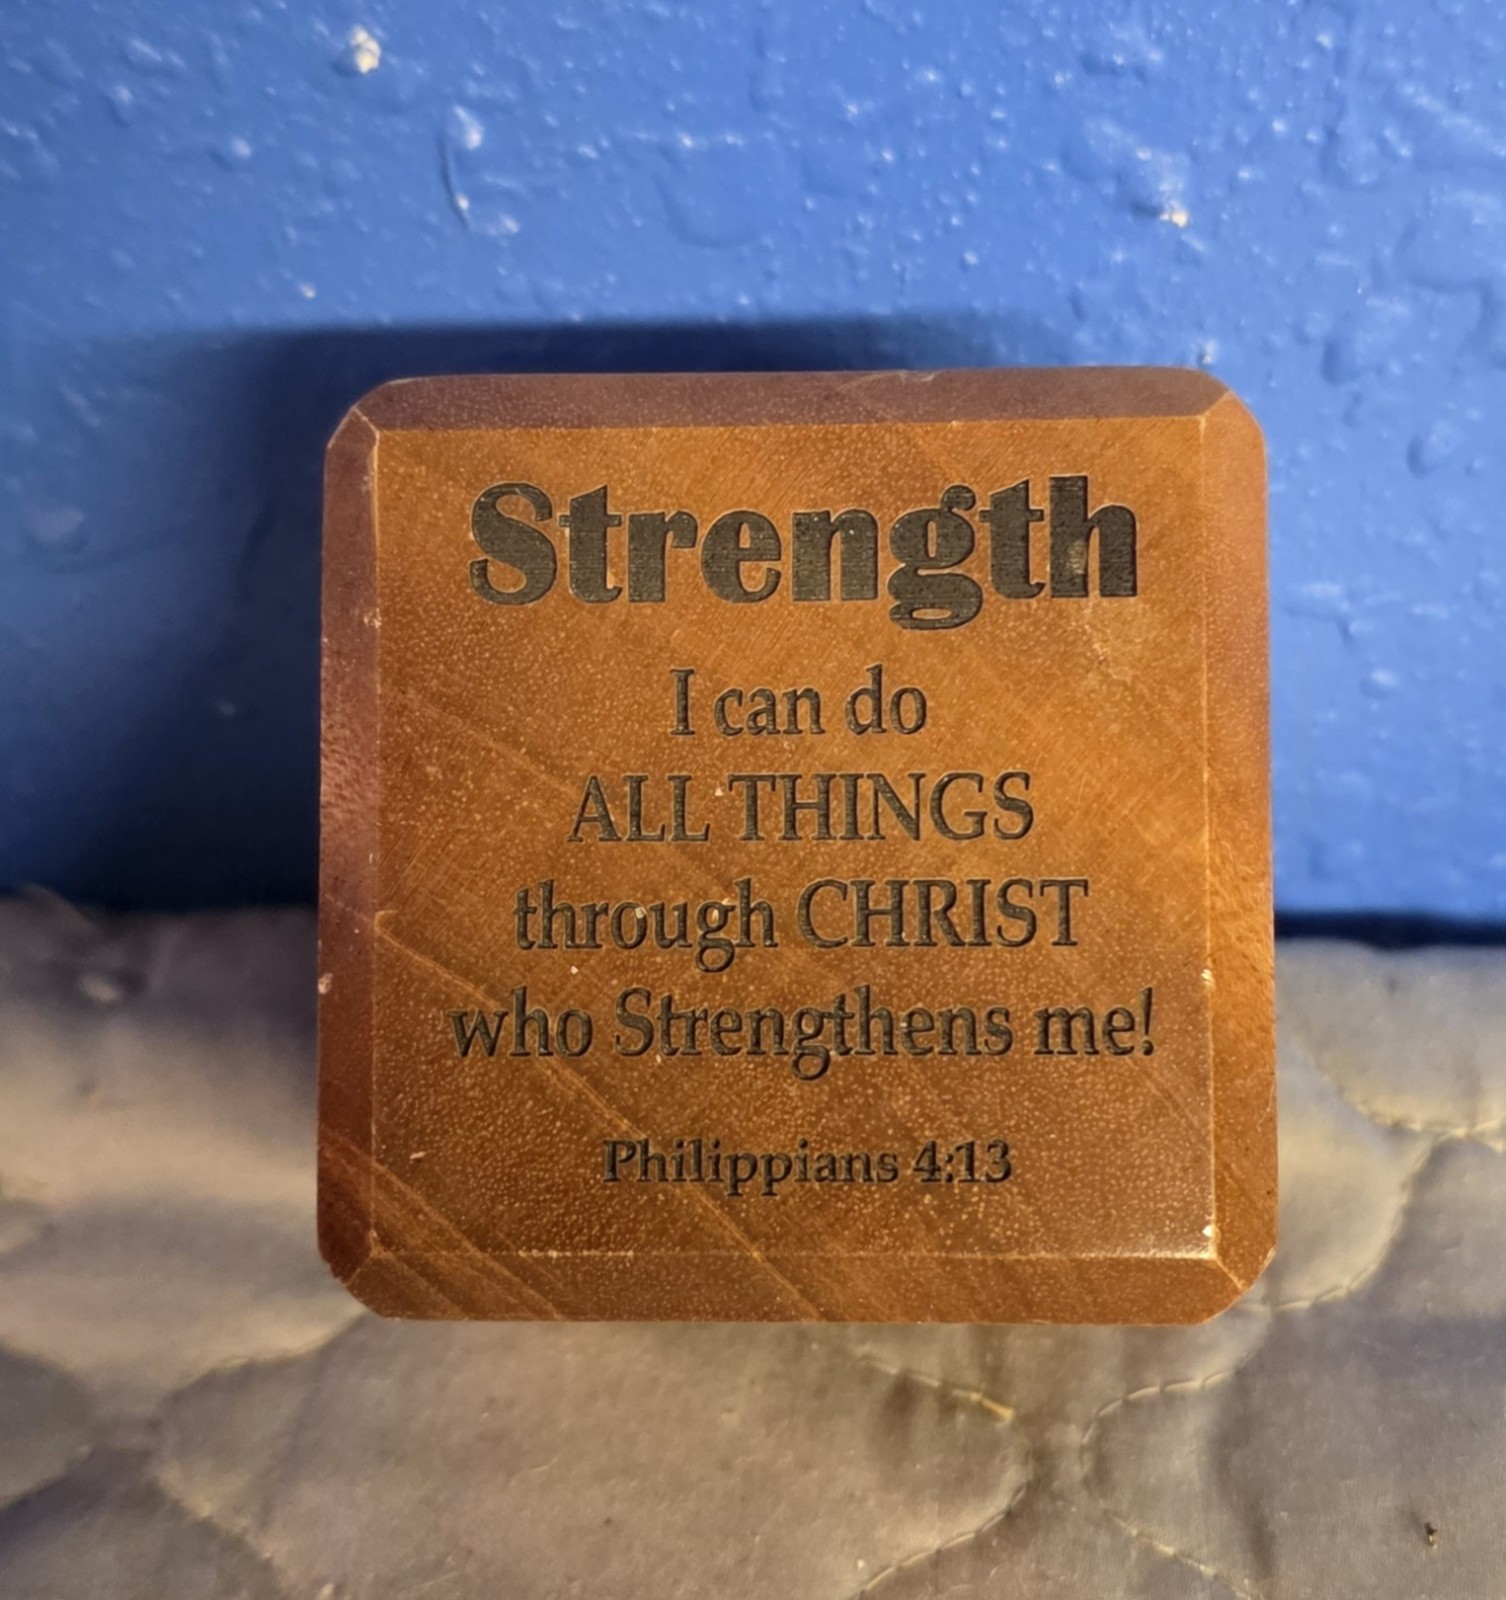 Strength
I can do
ALL THINGS
through CHRIST
who Strengthens me!
Philippians 4:13